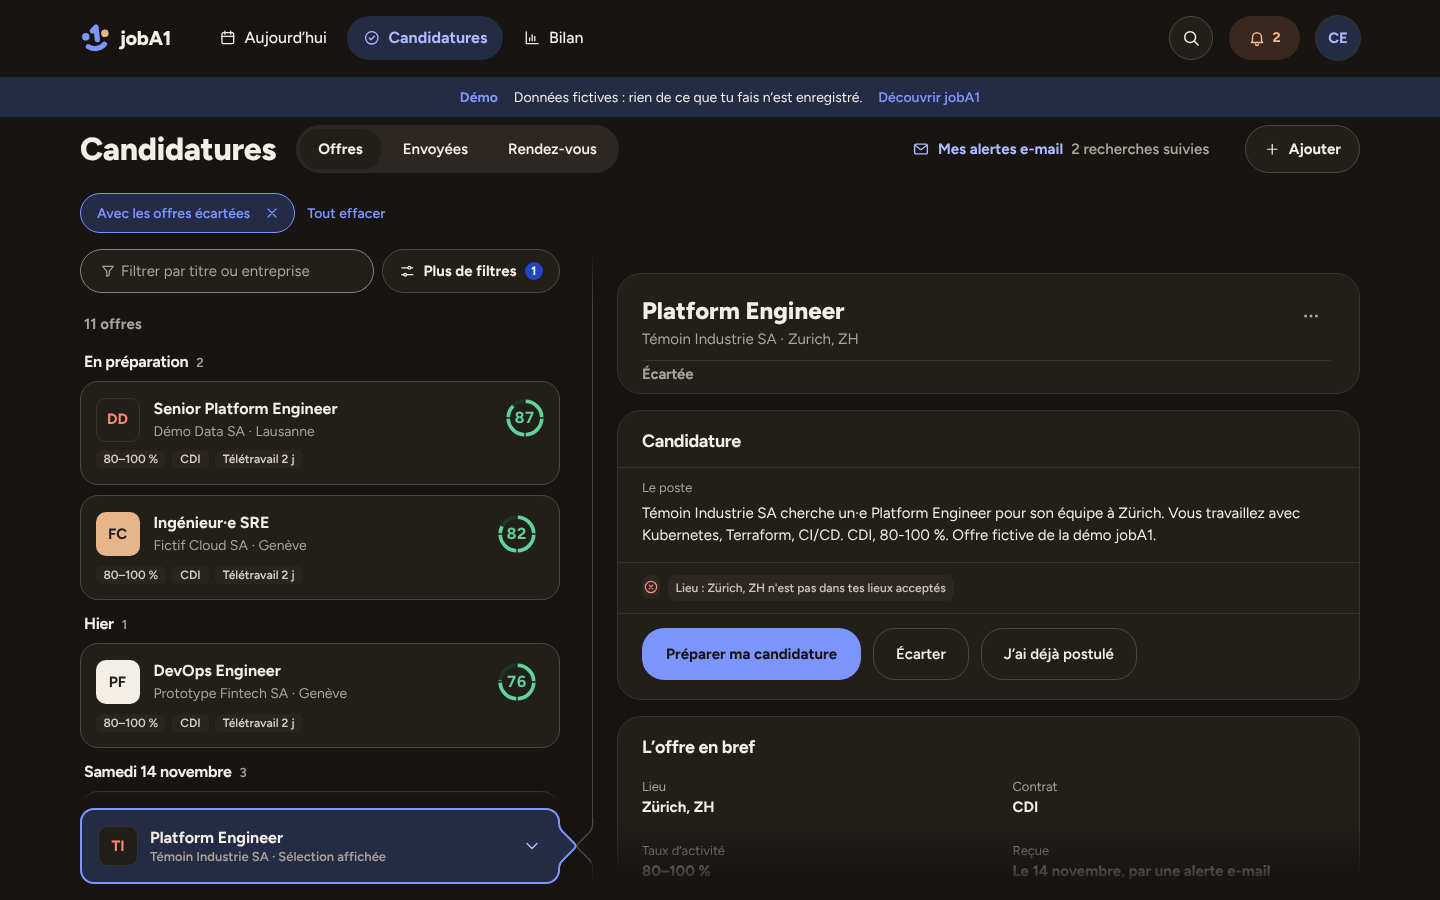 jobA1
Aujourd’hui
Candidatures
Bilan
2
CE
Démo Données fictives : rien de ce que tu fais n’est enregistré. Découvrir jobA1
Candidatures
Offres
Envoyées
Rendez-vous
Mes alertes e-mail 2 recherches suivies
Ajouter
Avec les offres écartées
Tout effacer
Filtrer par titre ou entreprise
Plus de filtres 1
11 offres
En préparation 2
DD
Senior Platform Engineer
Démo Data SA · Lausanne
87
80–100 % CDI Télétravail 2 j
FC
Ingénieur·e SRE
Fictif Cloud SA · Genève
82
80–100 % CDI Télétravail 2 j
Hier 1
PF
DevOps Engineer
Prototype Fintech SA · Genève
76
80–100 % CDI Télétravail 2 j
Samedi 14 novembre 3
TI
Platform Engineer
Témoin Industrie SA · Sélection affichée
Platform Engineer
Témoin Industrie SA · Zurich, ZH
Écartée
Candidature
Le poste
Témoin Industrie SA cherche un·e Platform Engineer pour son équipe à Zürich. Vous travaillez avec
Kubernetes, Terraform, CI/CD. CDI, 80-100 %. Offre fictive de la démo jobA1.
Lieu : Zürich, ZH n'est pas dans tes lieux acceptés
Préparer ma candidature
Écarter
J’ai déjà postulé
L’offre en bref
Lieu
Zürich, ZH
Contrat
CDI
Taux d’activité
80–100 %
Reçue
Le 14 novembre, par une alerte e-mail